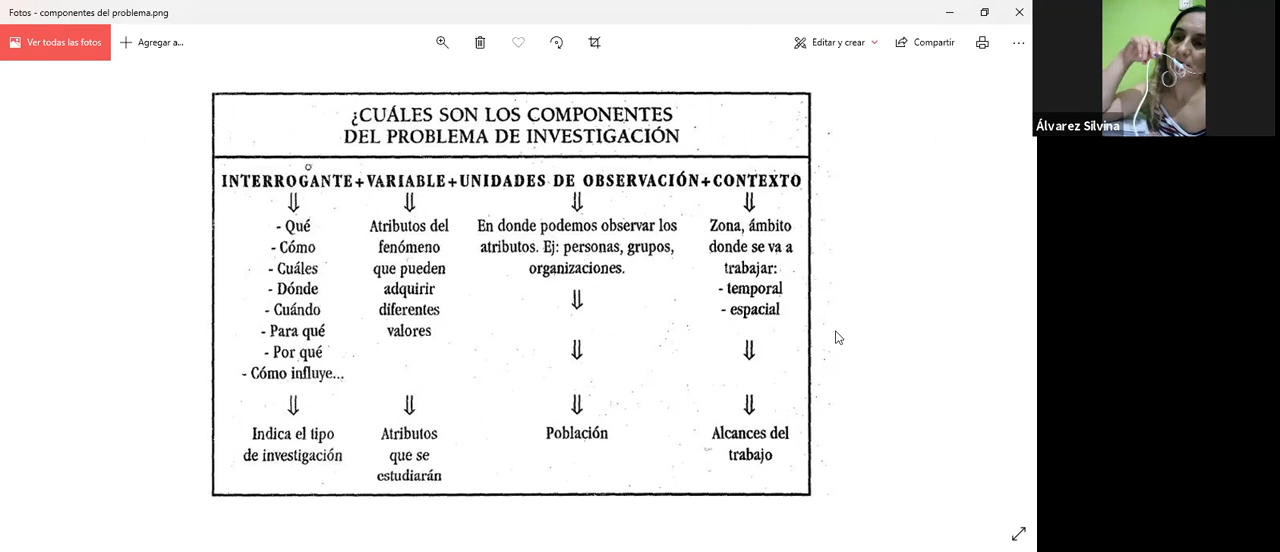 Fotos - componentes del problema.png
Ver todas las fotos
Agregar a...
Editar y crear
Compartir
Álvarez Silvina
¿CUÁLES SON LOS COMPONENTES
DEL PROBLEMA DE INVESTIGACIÓN
INTERROGANTE+VARIABLE+UNIDADES DE OBSERVACIÓN+CONTEXTO
- Qué
- Cómo
- Cuáles
- Dónde
- Cuándo
- Para qué
- Por qué
- Cómo influye...
Indica el tipo
de investigación
Atributos del
fenómeno
que pueden
adquirir
diferentes
valores
Atributos
que se
estudiarán
En donde podemos observar los
atributos. Ej: personas, grupos,
organizaciones.
Población
Zona, ámbito
donde se va a
trabajar:
- temporal
- espacial
Alcances del
trabajo